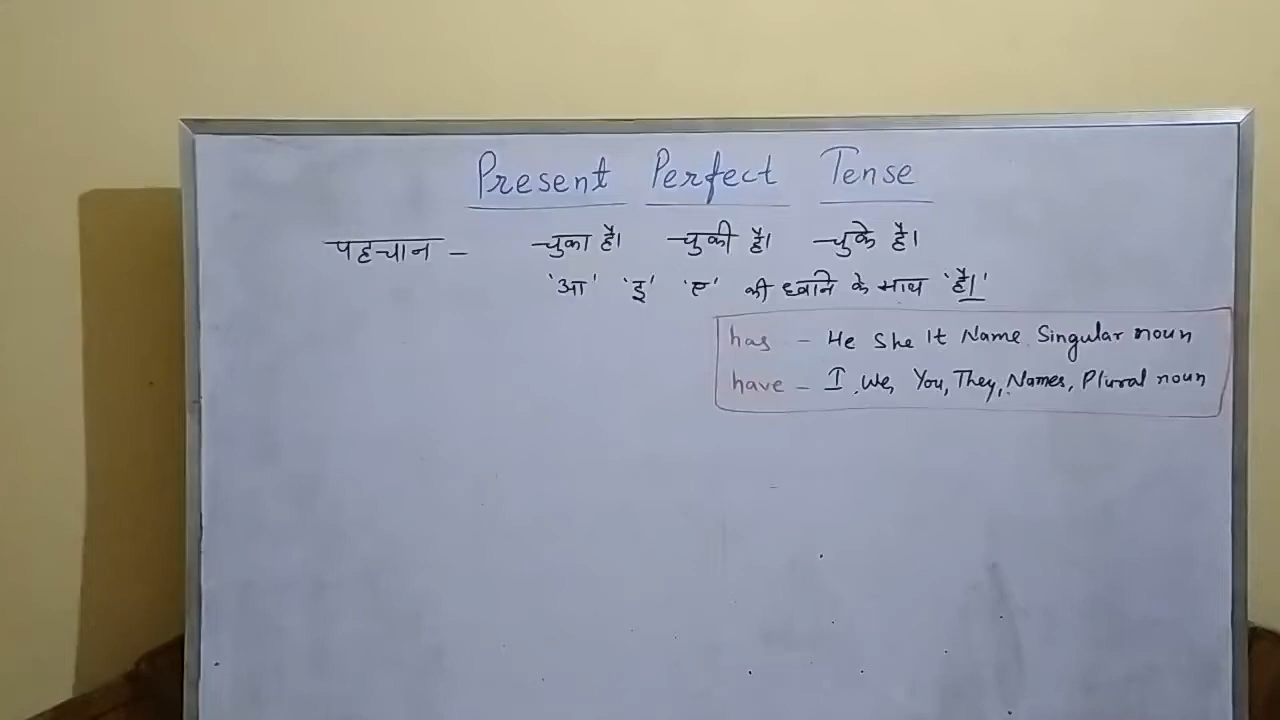 Present Perfect Tense
पहचान - चुका है। चुकी है। चुके है।
'आ' 'इ' 'ए' की ध्वनि के साथ 'है।'
has - He She It Name Singular noun
have - I, We, You, They, Names, Plural noun